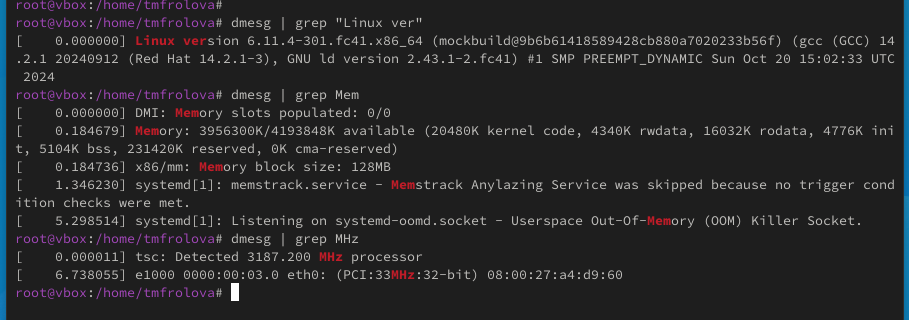 root@vbox:/home/tmfrolova#
root@vbox:/home/tmfrolova# dmesg | grep "Linux ver"
[    0.000000] Linux version 6.11.4-301.fc41.x86_64 (mockbuild@9b6b61418589428cb880a7020233b56f) (gcc (GCC) 14
.2.1 20240912 (Red Hat 14.2.1-3), GNU ld version 2.43.1-2.fc41) #1 SMP PREEMPT_DYNAMIC Sun Oct 20 15:02:33 UTC
 2024
root@vbox:/home/tmfrolova# dmesg | grep Mem
[    0.000000] DMI: Memory slots populated: 0/0
[    0.184679] Memory: 3956300K/4193848K available (20480K kernel code, 4340K rwdata, 16032K rodata, 4776K ini
t, 5104K bss, 231420K reserved, 0K cma-reserved)
[    0.184736] x86/mm: Memory block size: 128MB
[    1.346230] systemd[1]: memstrack.service - Memstrack Anylazing Service was skipped because no trigger cond
ition checks were met.
[    5.298514] systemd[1]: Listening on systemd-oomd.socket - Userspace Out-Of-Memory (OOM) Killer Socket.
root@vbox:/home/tmfrolova# dmesg | grep MHz
[    0.000011] tsc: Detected 3187.200 MHz processor
[    6.738055] e1000 0000:00:03.0 eth0: (PCI:33MHz:32-bit) 08:00:27:a4:d9:60
root@vbox:/home/tmfrolova#